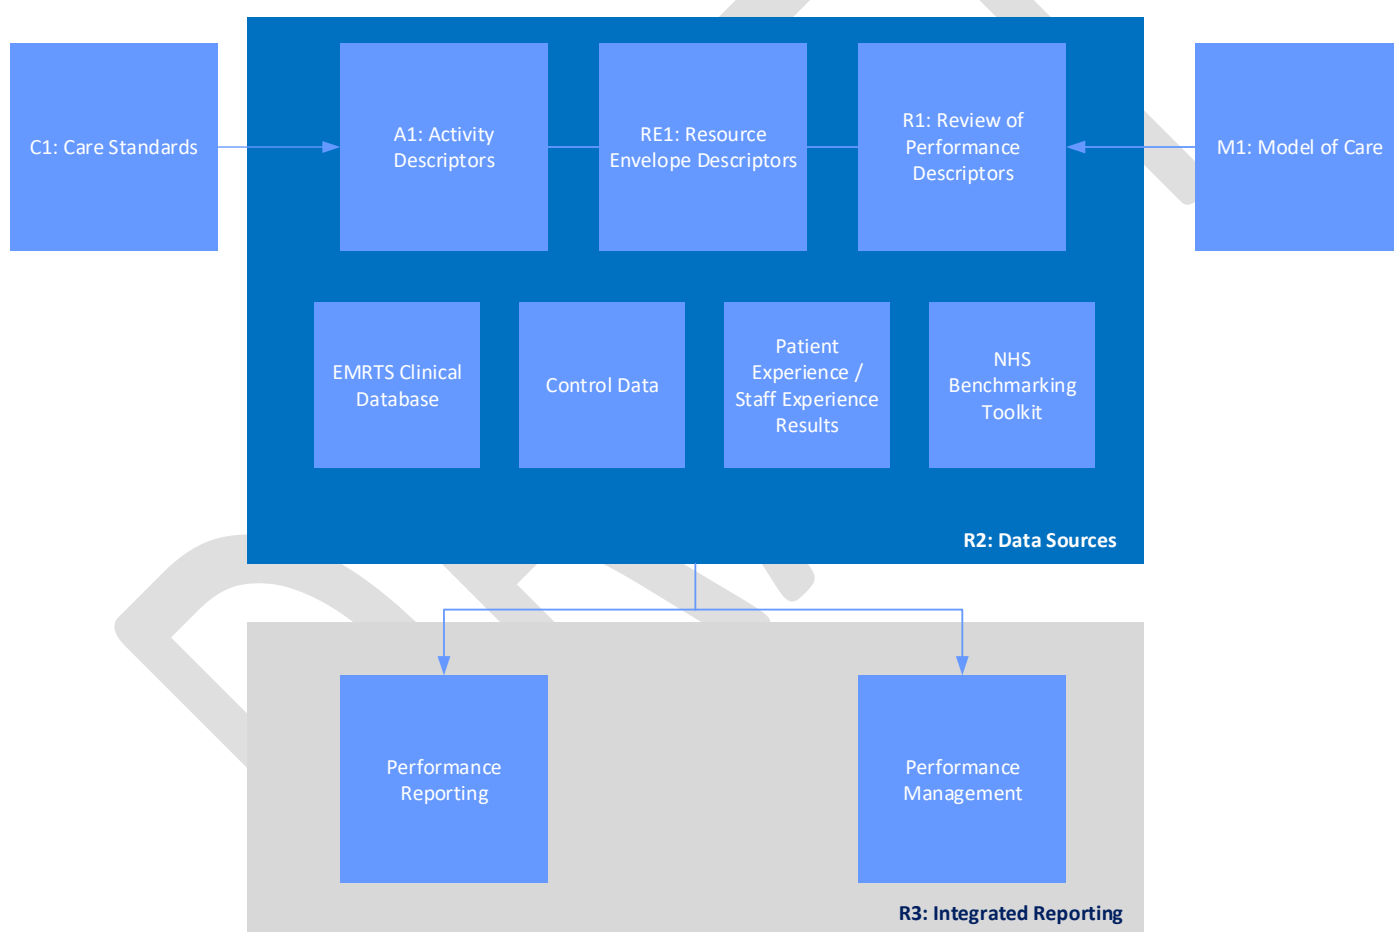 C1: Care Standards
A1: Activity
Descriptors
RE1: Resource
Envelope Descriptors
R1: Review of
Performance
Descriptors
M1: Model of Care
EMRTS Clinical
Database
Control Data
Patient
Experience /
Staff Experience
Results
NHS
Benchmarking
Toolkit
R2: Data Sources
Performance
Reporting
Performance
Management
R3: Integrated Reporting